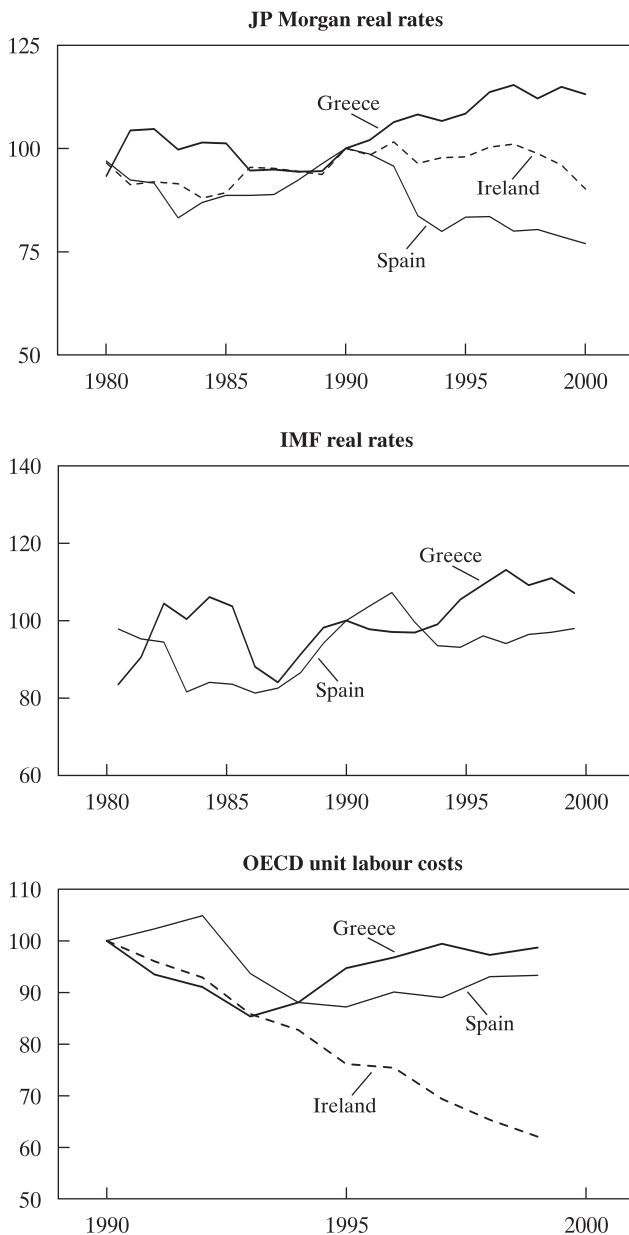 JP Morgan real rates
125
Greece
100
Ireland
75
Spain
50
1980 1985 1990 1995 2000
IMF real rates
140
120
Greece
100
80
Spain
60
1980 1985 1990 1995 2000
OECD unit labour costs
110
Greece
100
90
Spain
80
70
Ireland
60
50
1990 1995 2000